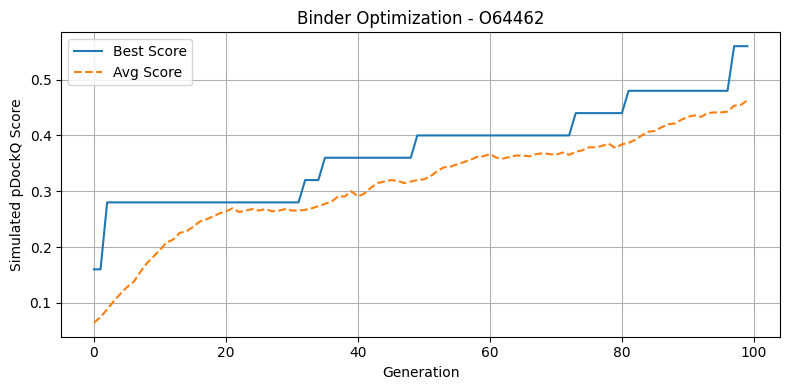 Binder Optimization - O64462
Best Score
Avg Score
Simulated pDockQ Score
0.5
0.4
0.3
0.2
0.1
0 20 40 60 80 100
Generation